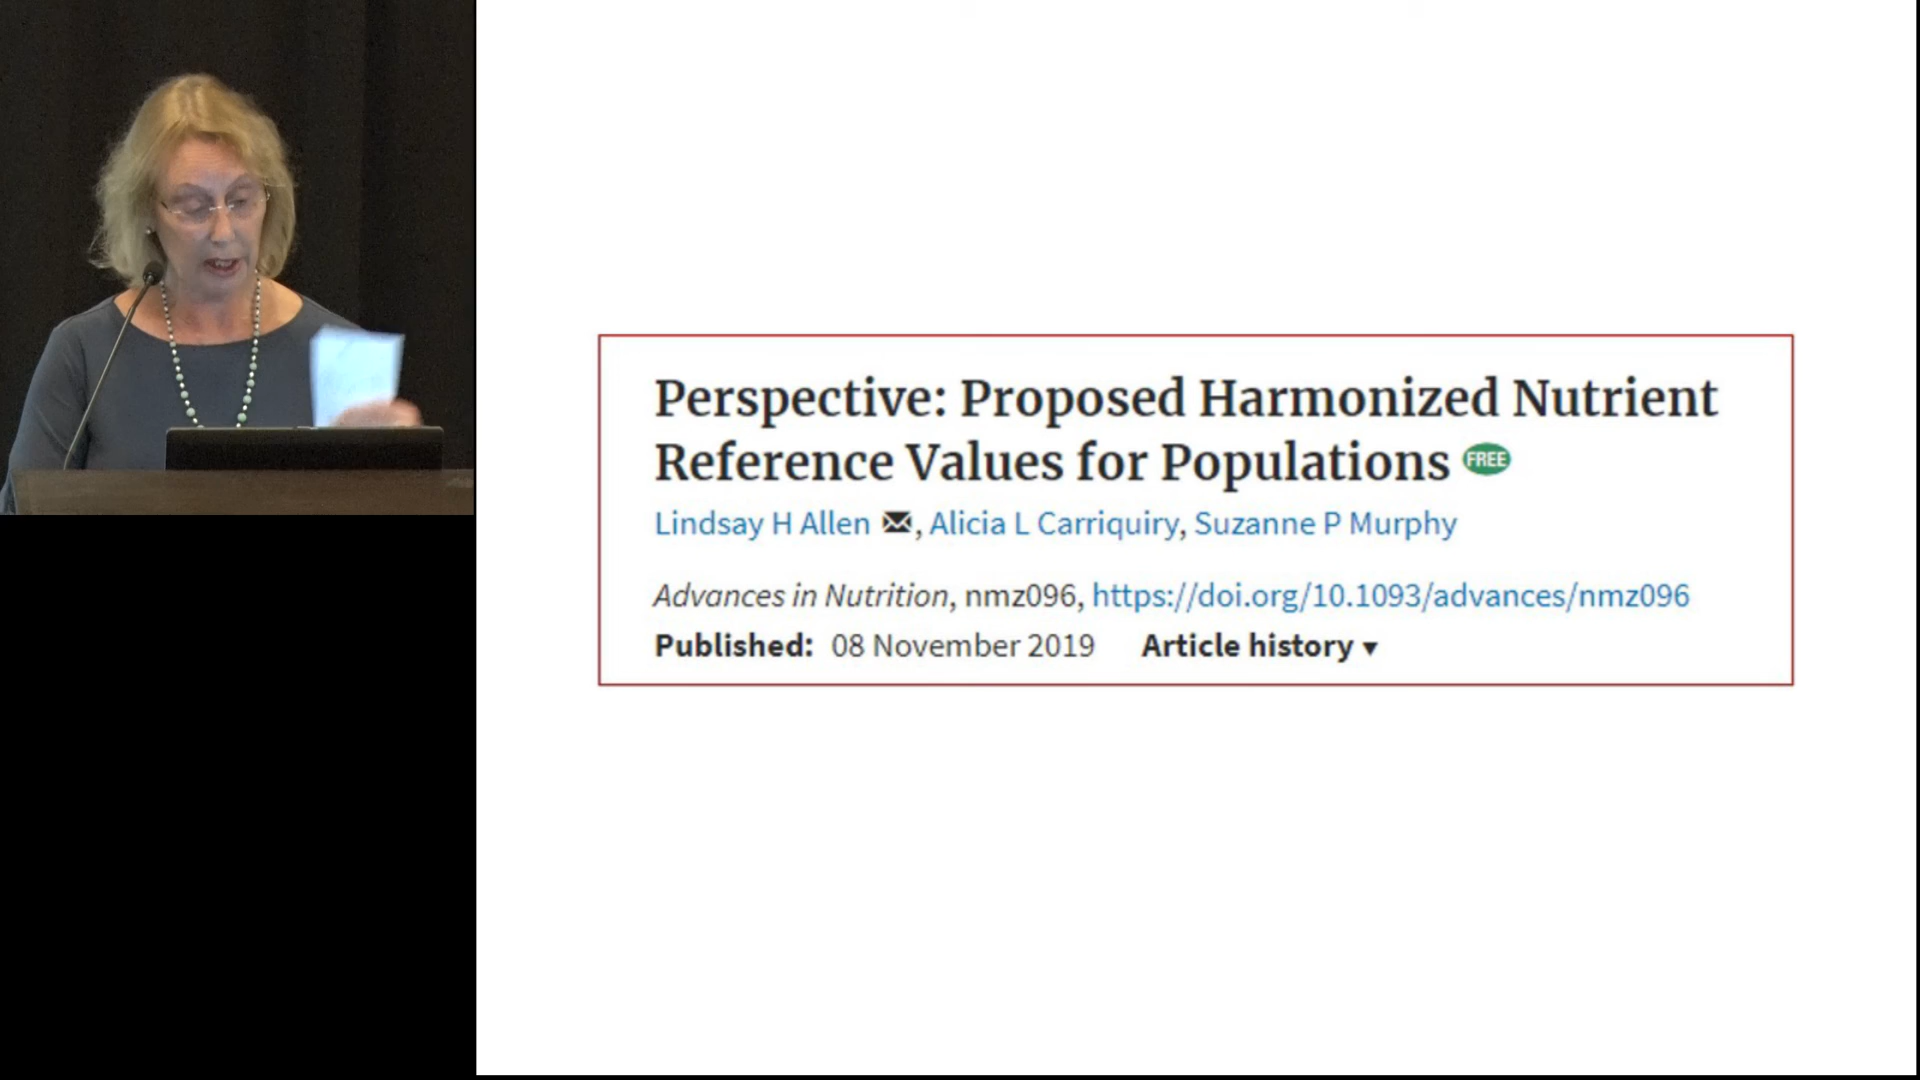 Perspective: Proposed Harmonized Nutrient
Reference Values for Populations FREE
Lindsay H Allen ✉, Alicia L Carriquiry, Suzanne P Murphy
Advances in Nutrition, nmz096, https://doi.org/10.1093/advances/nmz096
Published: 08 November 2019 Article history ▾